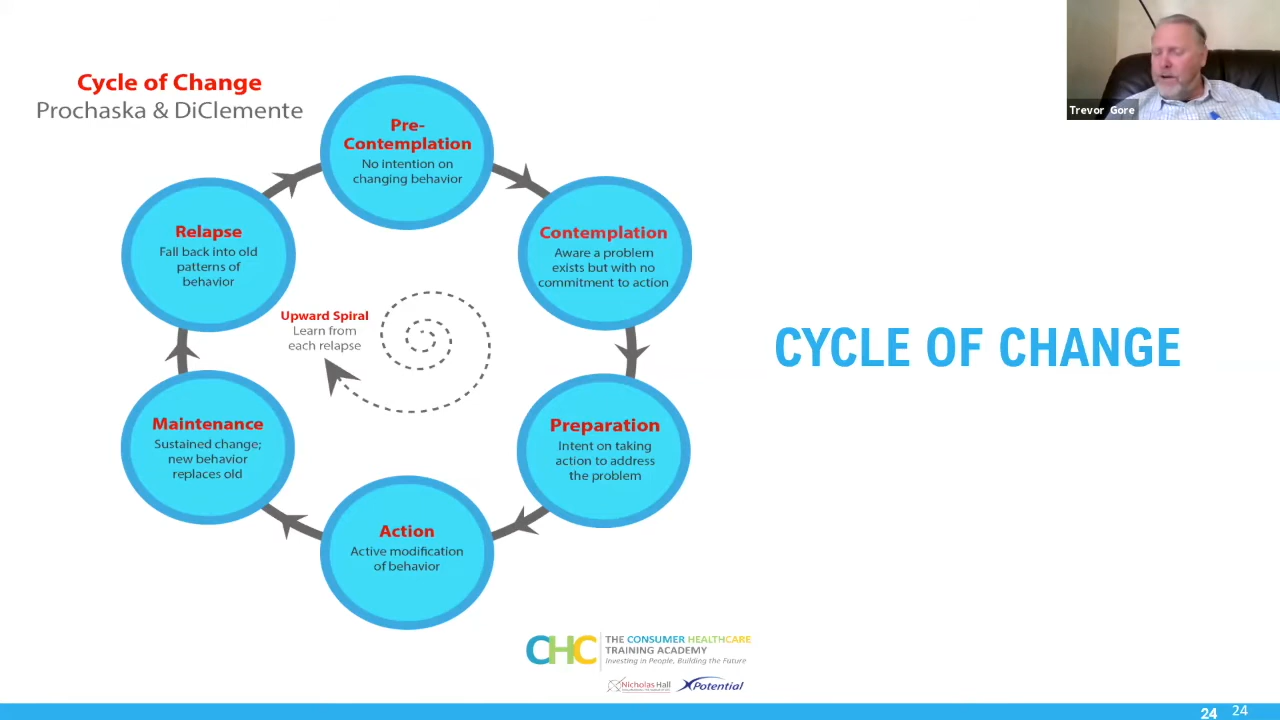 Cycle of Change
Prochaska & DiClemente
Pre-
Contemplation
No intention on
changing behavior
Contemplation
Aware a problem
exists but with no
commitment to action
Preparation
Intent on taking
action to address
the problem
Action
Active modification
of behavior
Maintenance
Sustained change;
new behavior
replaces old
Relapse
Fall back into old
patterns of
behavior
Upward Spiral
Learn from
each relapse
CYCLE OF CHANGE
Trevor Gore
CHC
THE CONSUMER HEALTHCARE
TRAINING ACADEMY
Investing in People, Building the Future
Nicholas Hall
XPotential
24 24